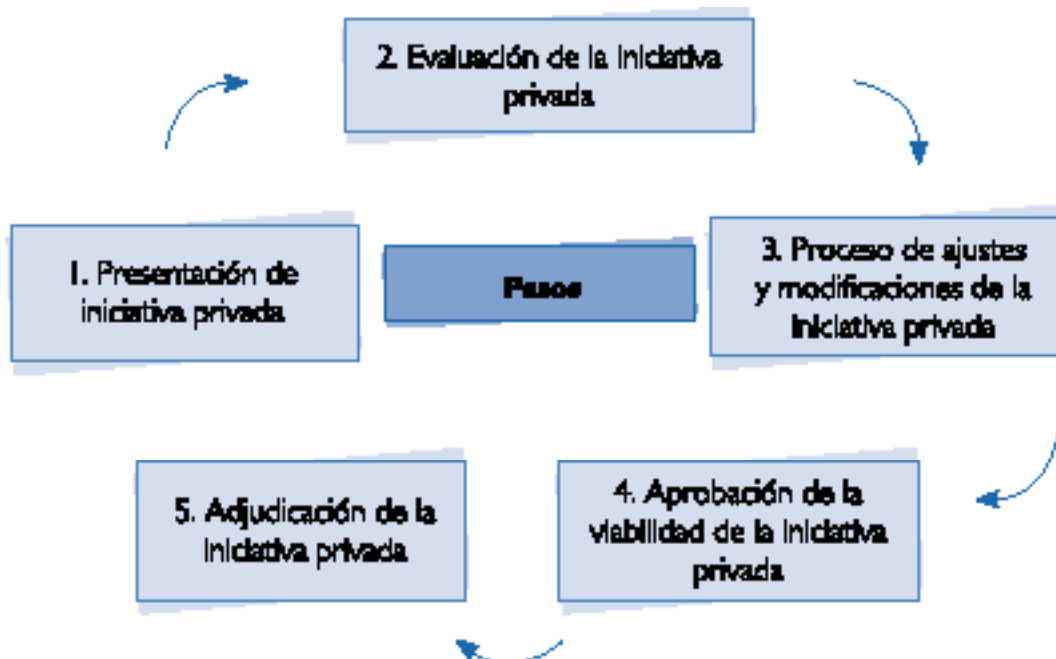 2. Evaluación de la iniciativa
privada
1. Presentación de
iniciativa privada
Pasos
3. Proceso de ajustes
y modificaciones de la
iniciativa privada
5. Adjudicación de la
iniciativa privada
4. Aprobación de la
viabilidad de la iniciativa
privada